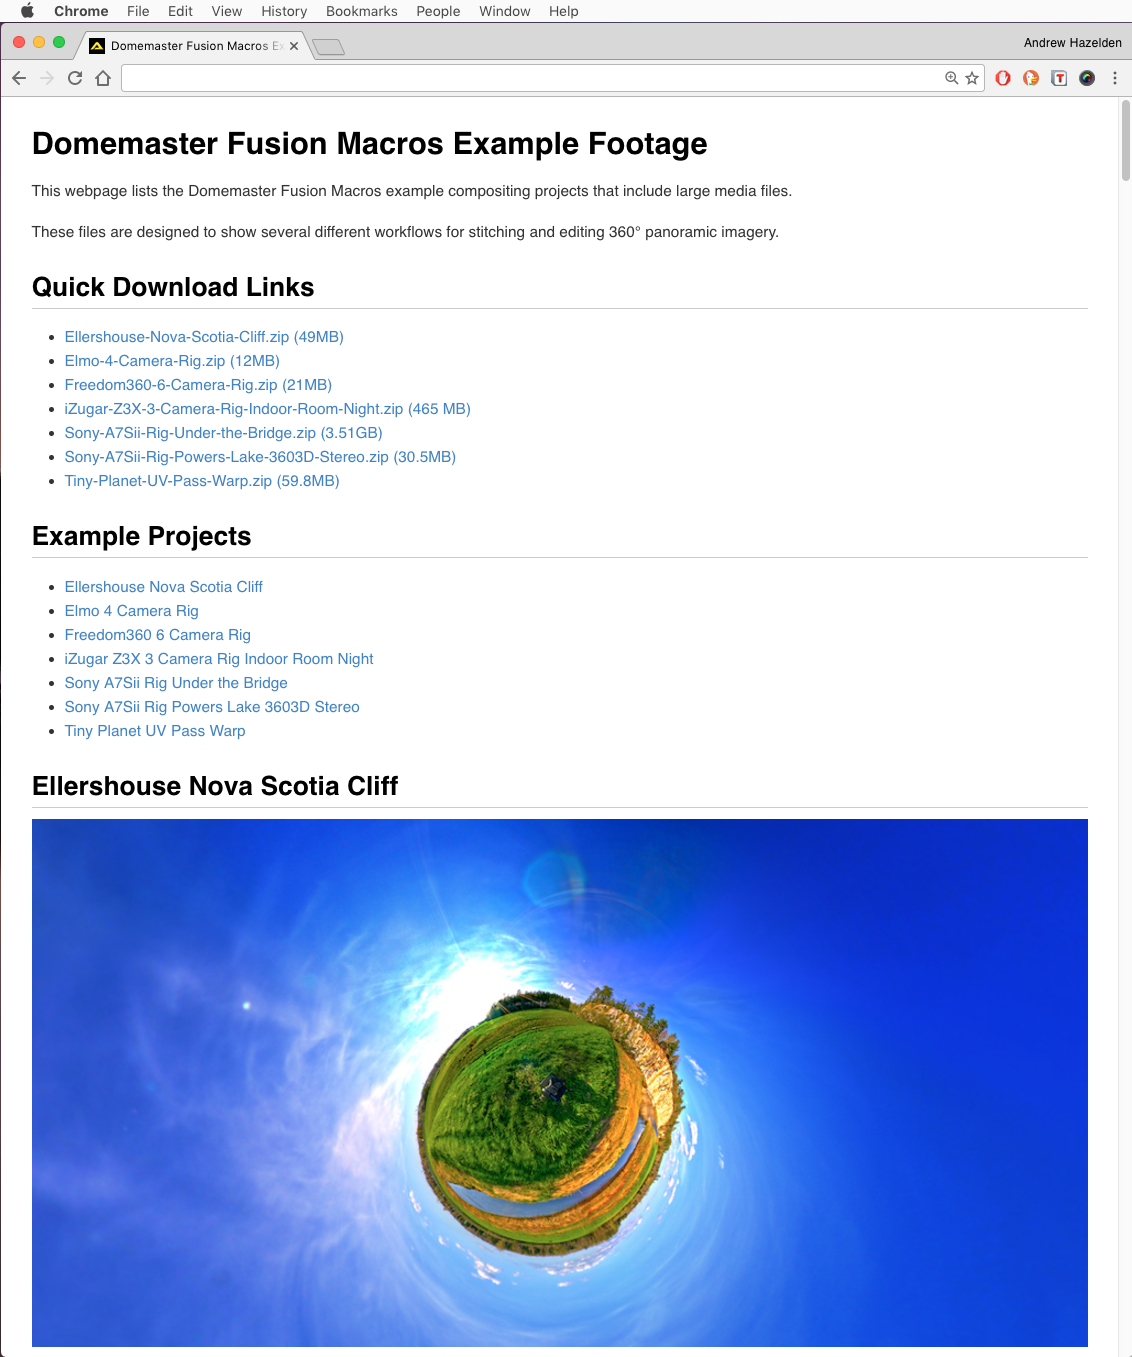 Chrome File Edit View History Bookmarks People Window Help
Domemaster Fusion Macros Ex
Andrew Hazelden
Domemaster Fusion Macros Example Footage
This webpage lists the Domemaster Fusion Macros example compositing projects that include large media files.
These files are designed to show several different workflows for stitching and editing 360° panoramic imagery.
Quick Download Links
Ellershouse-Nova-Scotia-Cliff.zip (49MB)
Elmo-4-Camera-Rig.zip (12MB)
Freedom360-6-Camera-Rig.zip (21MB)
iZugar-Z3X-3-Camera-Rig-Indoor-Room-Night.zip (465 MB)
Sony-A7Sii-Rig-Under-the-Bridge.zip (3.51GB)
Sony-A7Sii-Rig-Powers-Lake-3603D-Stereo.zip (30.5MB)
Tiny-Planet-UV-Pass-Warp.zip (59.8MB)
Example Projects
Ellershouse Nova Scotia Cliff
Elmo 4 Camera Rig
Freedom360 6 Camera Rig
iZugar Z3X 3 Camera Rig Indoor Room Night
Sony A7Sii Rig Under the Bridge
Sony A7Sii Rig Powers Lake 3603D Stereo
Tiny Planet UV Pass Warp
Ellershouse Nova Scotia Cliff